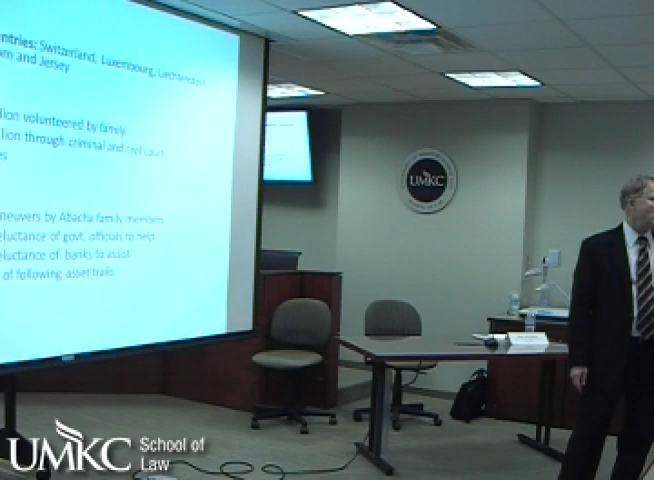 ntries: Switzerland, Luxembourg, Liechtenstein
om and Jersey
lion volunteered by family
lion through criminal and civil court
es
neuvers by Abacha family members
eluctance of govt. officials to help
eluctance of banks to assist
of following asset trails
UMKC
UMKC School of
Law